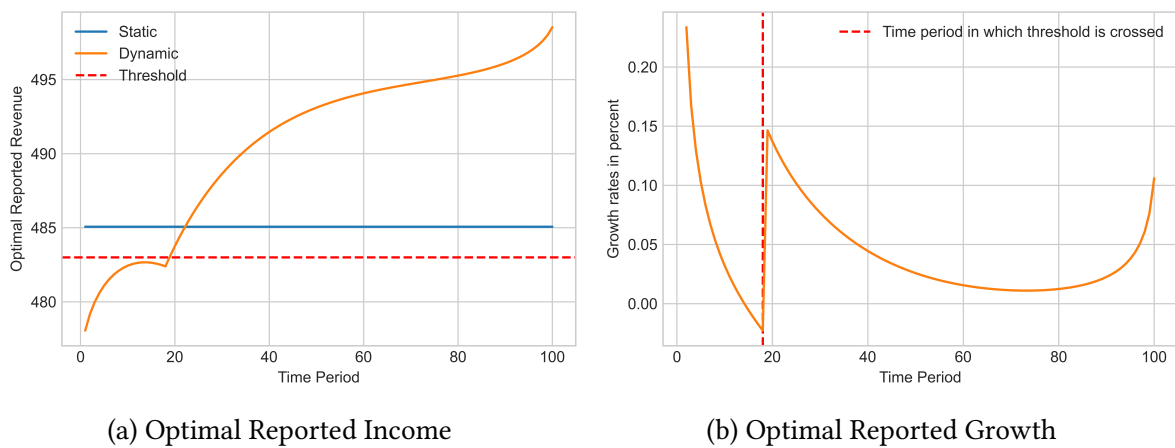 Static
Dynamic
Threshold
Optimal Reported Revenue
495
490
485
480
0 20 40 60 80 100
Time Period
(a) Optimal Reported Income
Time period in which threshold is crossed
Growth rates in percent
0.20
0.15
0.10
0.05
0.00
0 20 40 60 80 100
Time Period
(b) Optimal Reported Growth